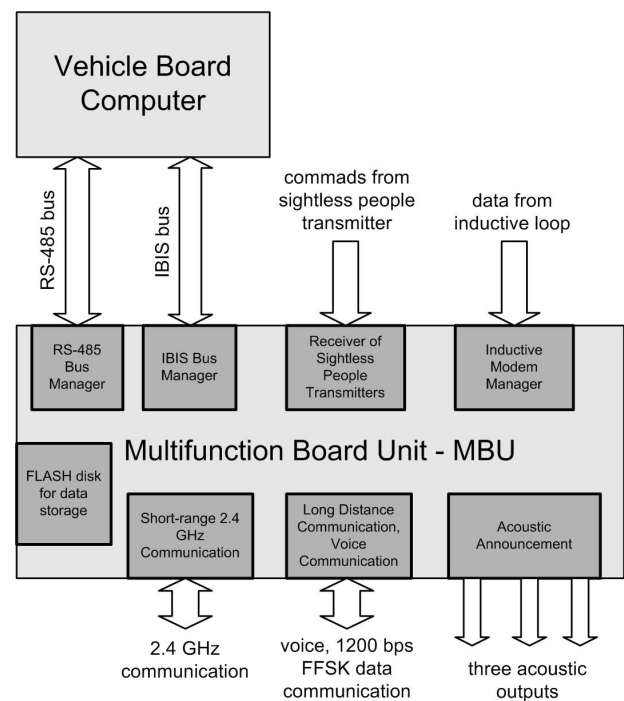 Vehicle Board
Computer
RS-485 bus
IBIS bus
commads from
sightless people
transmitter
data from
inductive loop
RS-485
Bus
Manager
IBIS Bus
Manager
Receiver of
Sightless
People
Transmitters
Inductive
Modem
Manager
Multifunction Board Unit - MBU
FLASH disk
for data
storage
Short-range 2.4
GHz
Communication
Long Distance
Communication,
Voice
Communication
Acoustic
Announcement
2.4 GHz
communication
voice, 1200 bps
FFSK data
communication
three acoustic
outputs